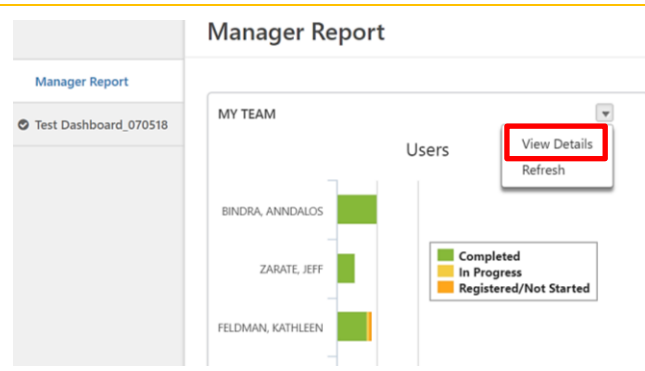 Manager Report
Manager Report
Test Dashboard_070518
MY TEAM
Users
View Details
Refresh
BINDRA, ANNDALOS
ZARATE, JEFF
FELDMAN, KATHLEEN
Completed
In Progress
Registered/Not Started